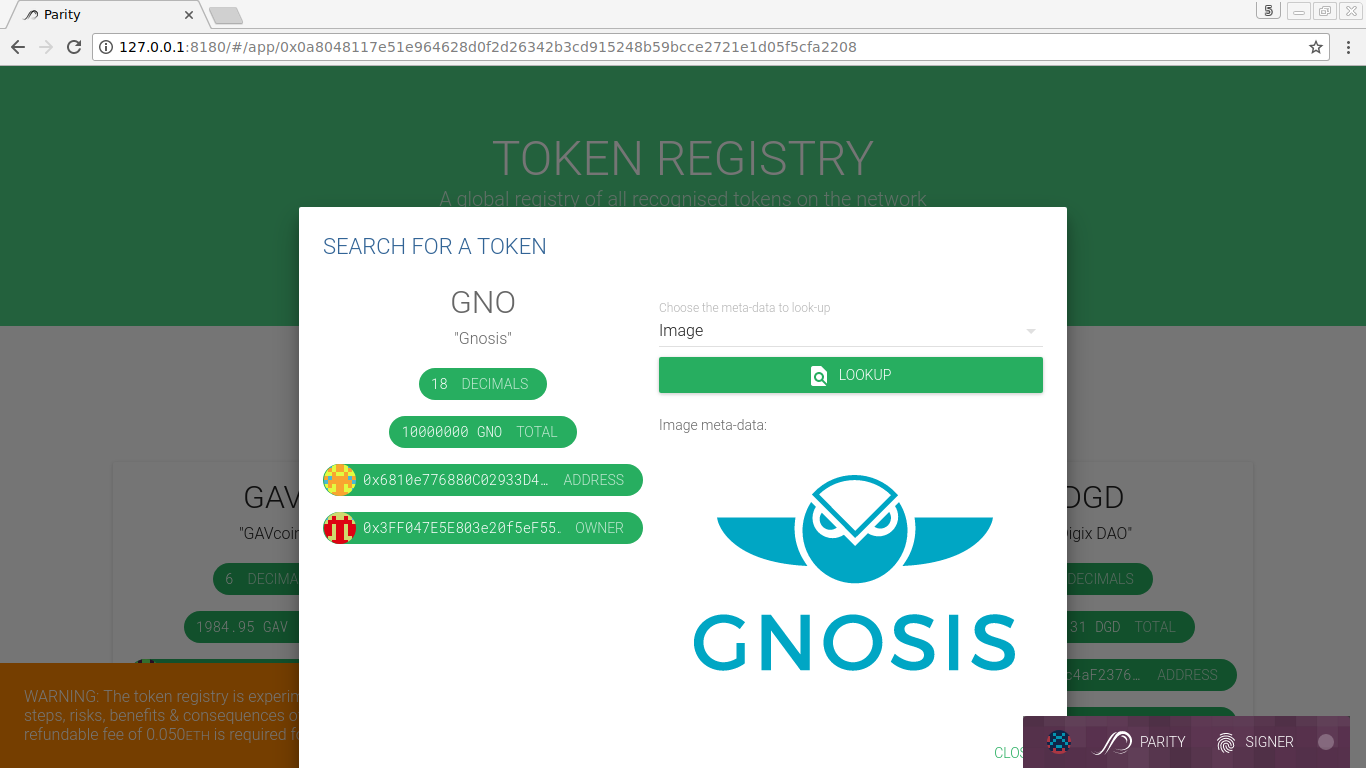 Parity
5
127.0.0.1:8180/#/app/0x0a8048117e51e964628d0f2d26342b3cd915248b59bcce2721e1d05f5cfa2208
TOKEN REGISTRY
A global registry of all recognised tokens on the network
SEARCH FOR A TOKEN
GNO
"Gnosis"
18 DECIMALS
10000000 GNO TOTAL
0x6810e776880C02933D4… ADDRESS
0x3FF047E5E803e20f5eF55. OWNER
Choose the meta-data to look-up
Image
LOOKUP
Image meta-data:
GNOSIS
GAV
"GAVcoin
6 DECIMA
1984.95 GAV
DGD
igix DAO"
DECIMALS
31 DGD TOTAL
c4aF2376… ADDRESS
WARNING: The token registry is experim
steps, risks, benefits & consequences o
refundable fee of 0.050ETH is required fo
CLOS
PARITY
SIGNER